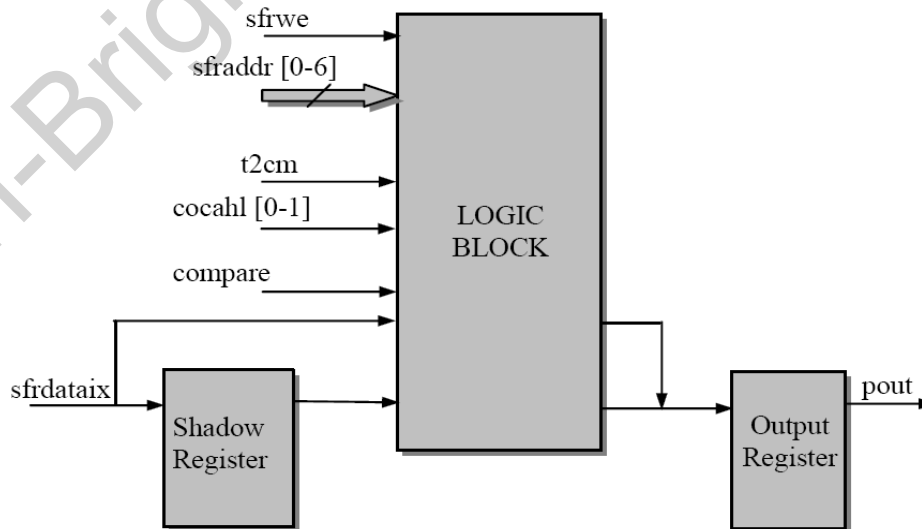 sfrwe
sfraddr [0-6]
t2cm
cocahl [0-1]
compare
sfrdataix
LOGIC
BLOCK
Shadow
Register
Output
Register
pout